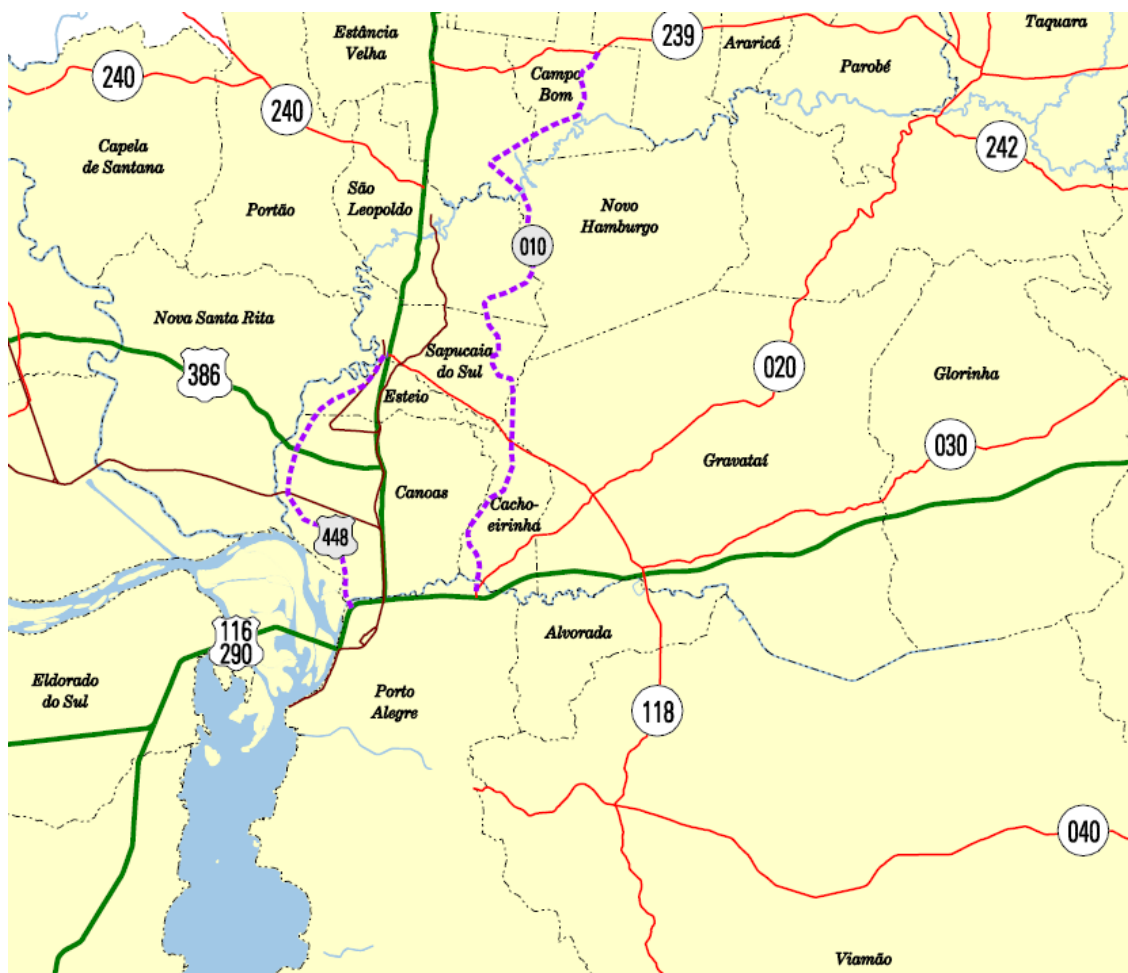 Taquara
Estância
Velha
239
Araricá
Parobé
240
Campo
Bom
240
242
Capela
de Santana
São
Leopoldo
Portão
Novo
Hamburgo
010
Nova Santa Rita
Sapucaia
do Sul
020
386
Glorinha
Esteio
030
Gravataí
Canoas
Cacho-
eirinha
448
116
290
Alvorada
Eldorado
do Sul
Porto
Alegre
118
040
Viamão